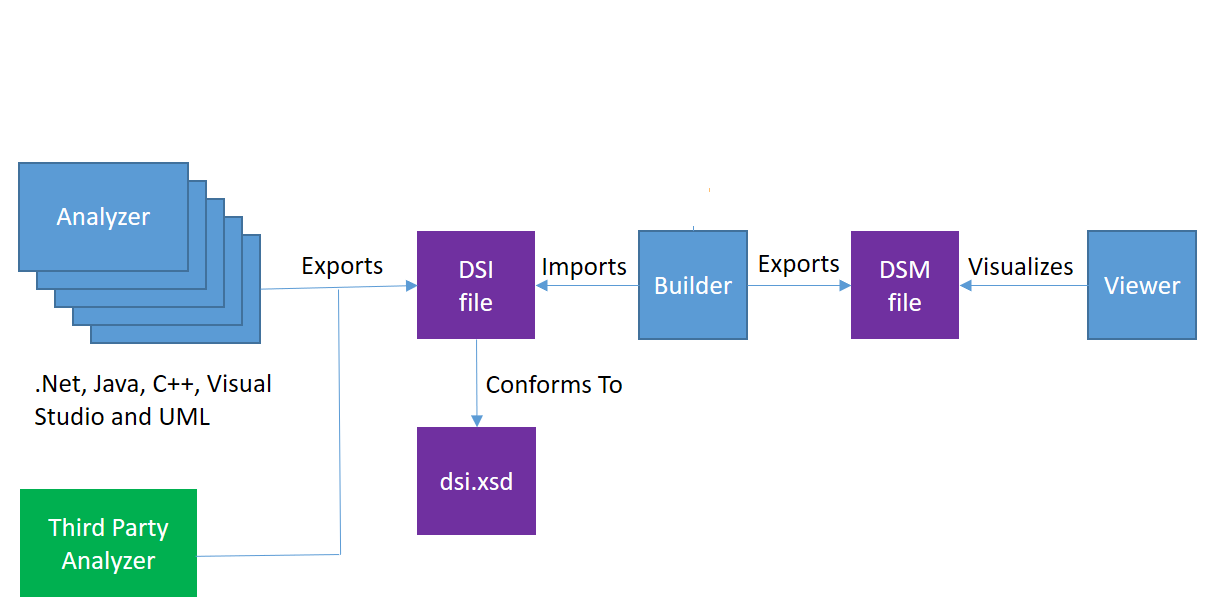 Analyzer
Exports
DSI
file
Imports
Builder
Exports
DSM
file
Visualizes
Viewer
.Net, Java, C++, Visual
Studio and UML
Conforms To
dsi.xsd
Third Party
Analyzer